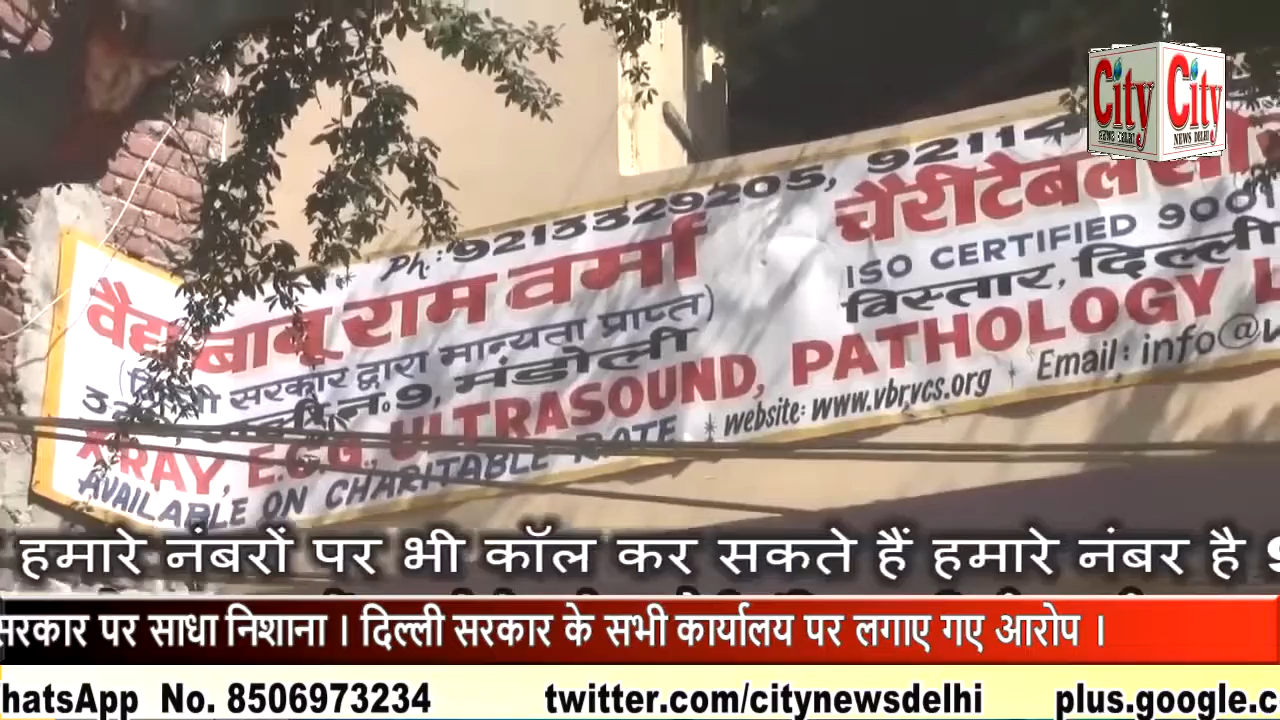 City City
NEWS DELHI
Ph: 9213329205, 9211
वैद्य बाबू राम वर्मा
चैरीटेबल
सरकार द्वारा मान्यता प्राप्त)
ISO CERTIFIED 9001
न. 9, मंडोली
विस्तार, दिल्ली
X-RAY, E.C.G., ULTRASOUND, PATHOLOGY
AVAILABLE ON CHARITABLE RATE * website: www.vbrvcs.org * Email: info@
हमारे नंबरों पर भी कॉल कर सकते हैं हमारे नंबर है
सरकार पर साधा निशाना । दिल्ली सरकार के सभी कार्यालय पर लगाए गए आरोप ।
hatsApp No. 8506973234 twitter.com/citynewsdelhi plus.google.c